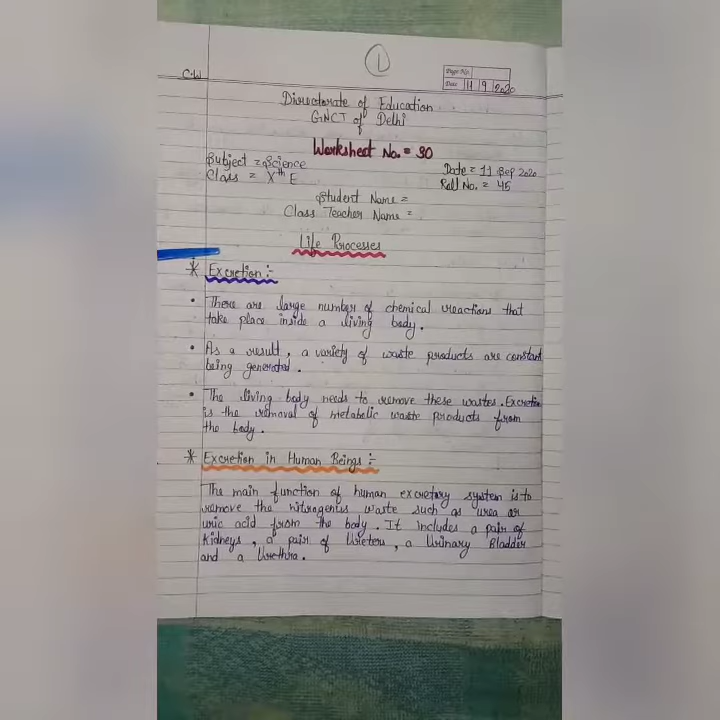 1
C.W
Page No.
Date 11 9 2020
Directorate of Education
GNCT of Delhi
Worksheet No. = 30
Subject = Science
Date = 11 Sep 2020
Class = Xth E
Roll No. = 45
Student Name =
Class Teacher Name =
Life Processes
* Excretion :-
• There are large number of chemical reactions that
take place inside a living body.
• As a result, a variety of waste products are constant
being generated.
• The living body needs to remove these wastes. Excretion
is the removal of metabolic waste products from
the body.
* Excretion in Human Beings :-
The main function of human excretary system is to
remove the nitrogenus waste such as urea or
uric acid from the body. It includes a pair of
Kidneys, a pair of Ureters, a Urinary Bladder
and a Urethra.